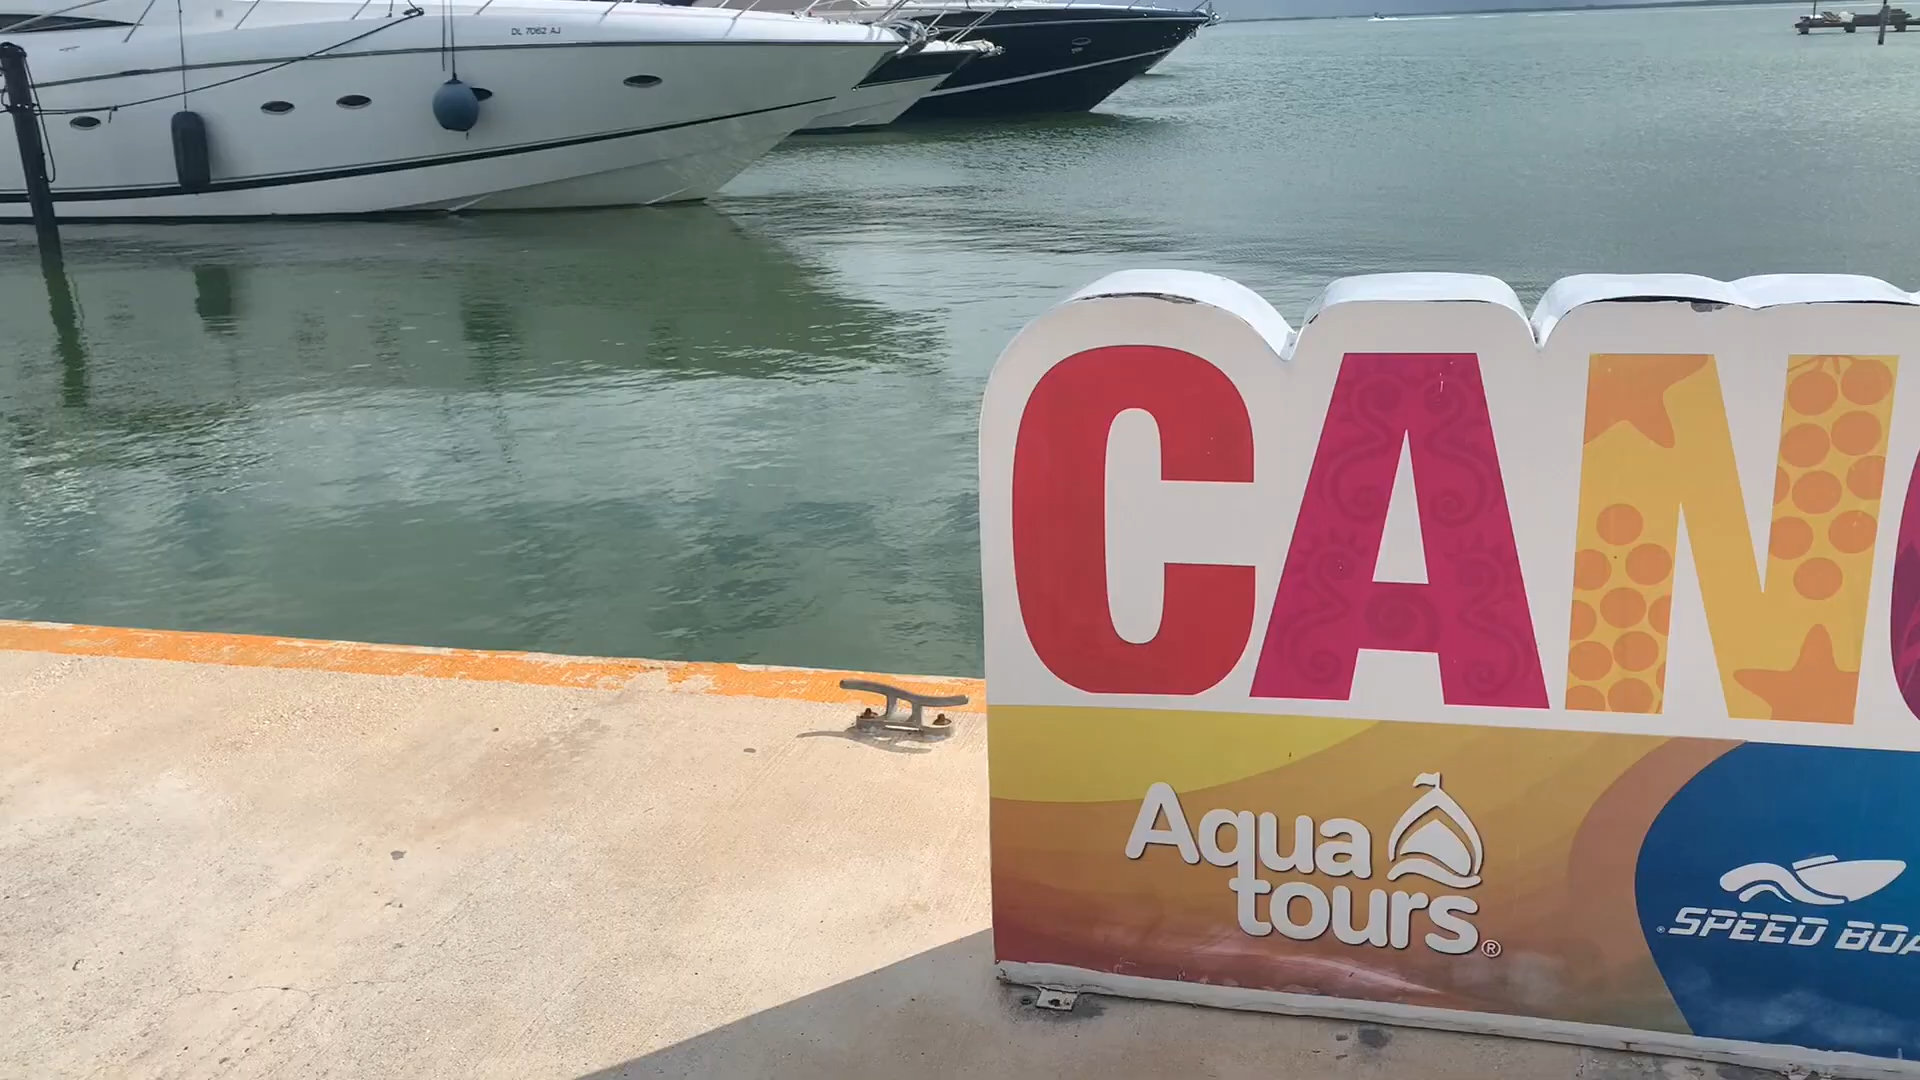 DL 7062 AJ
CAN
Aqua
tours®
SPEED BOA